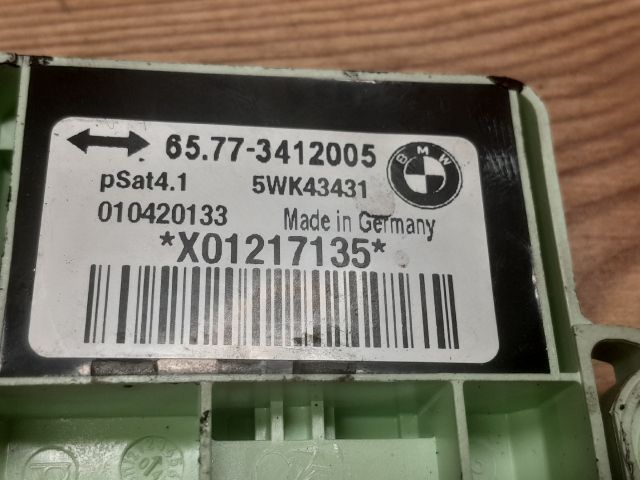 65.77-3412005
BMW
pSat4.1 5WK43431
010420133 Made in Germany
*X01217135*